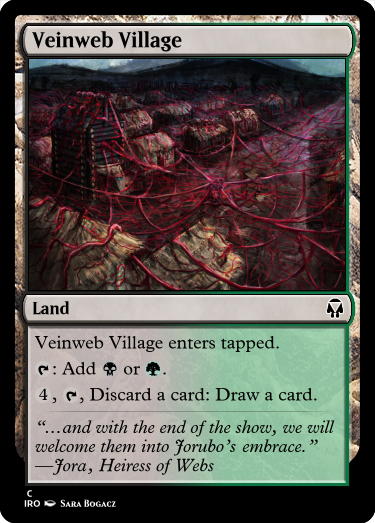 Veinweb Village
Land
Veinweb Village enters tapped.
: Add or .
4 , , Discard a card: Draw a card.
“…and with the end of the show, we will
welcome them into Jorubo’s embrace.”
—Jora, Heiress of Webs
C
IRO Sara Bogacz